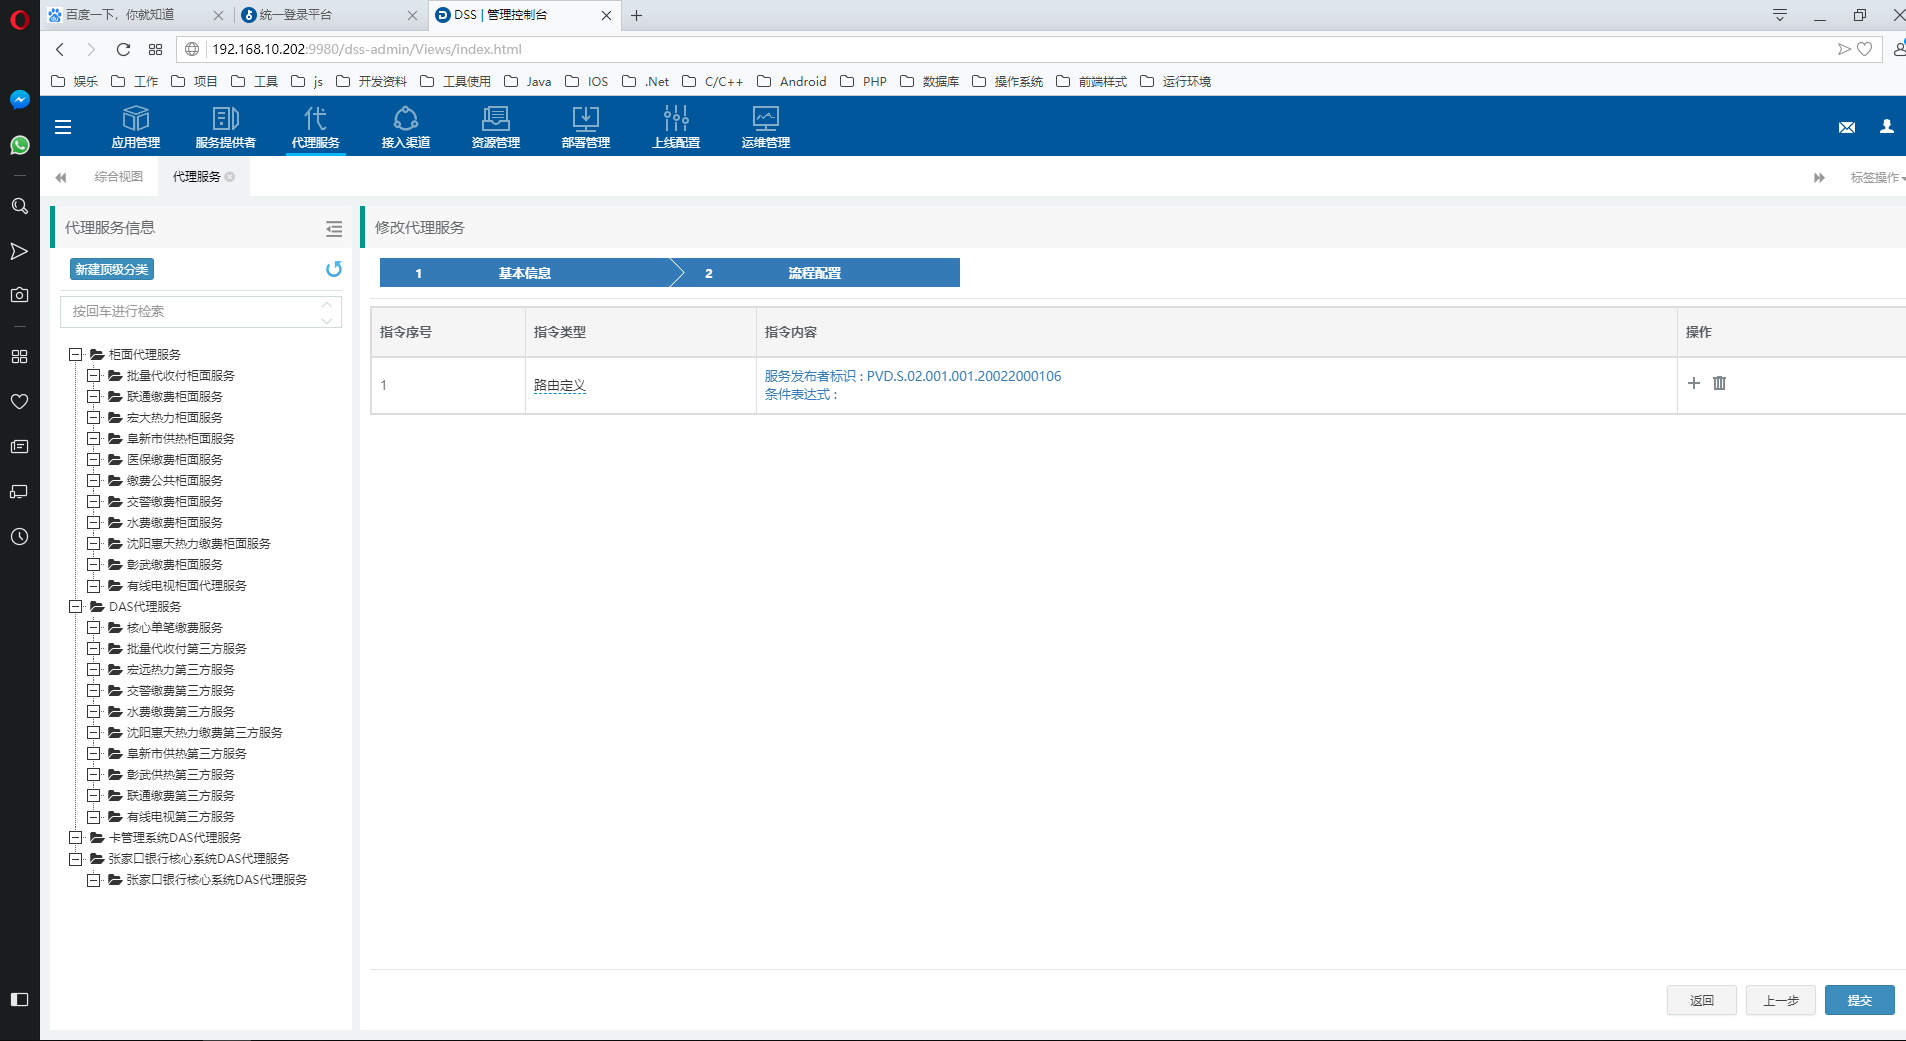 百度一下，你就知道
统一登录平台
DSS | 管理控制台
192.168.10.202:9980/dss-admin/Views/index.html
娱乐 工作 项目 工具 js 开发资料 工具使用 Java IOS .Net C/C++ Android PHP 数据库 操作系统 前端样式 运行环境
应用管理 服务提供者 代理服务 接入渠道 资源管理 部署管理 上线配置 运维管理
综合视图 代理服务 标签操作
代理服务信息
新建顶级分类
按回车进行检索
柜面代理服务
批量代收付柜面服务
联通缴费柜面服务
宏大热力柜面服务
阜新市供热柜面服务
医保缴费柜面服务
缴费公共柜面服务
交警缴费柜面服务
水费缴费柜面服务
沈阳惠天热力缴费柜面服务
彰武缴费柜面服务
有线电视柜面代理服务
DAS代理服务
核心单笔缴费服务
批量代收付第三方服务
宏远热力第三方服务
交警缴费第三方服务
水费缴费第三方服务
沈阳惠天热力缴费第三方服务
阜新市供热第三方服务
彰武供热第三方服务
联通缴费第三方服务
有线电视第三方服务
卡管理系统DAS代理服务
张家口银行核心系统DAS代理服务
张家口银行核心系统DAS代理服务
修改代理服务
1 基本信息 2 流程配置
指令序号 指令类型 指令内容 操作
1 路由定义 服务发布者标识 : PVD.S.02.001.001.20022000106
条件表达式 :
返回 上一步 提交